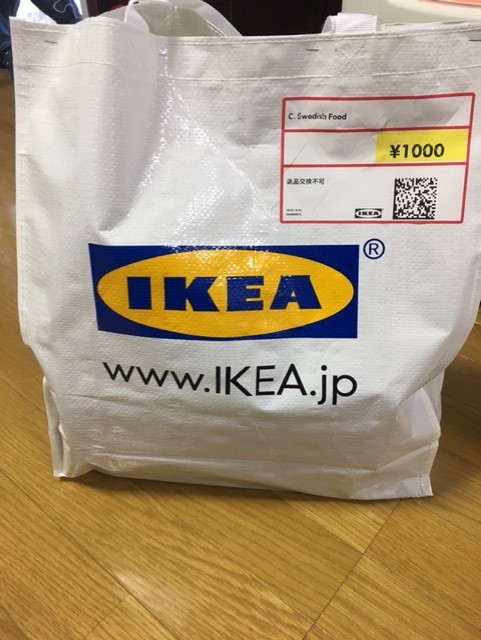 C. Swedish Food
¥1000
返品交換不可
IKEA
IKEA®
www.IKEA.jp